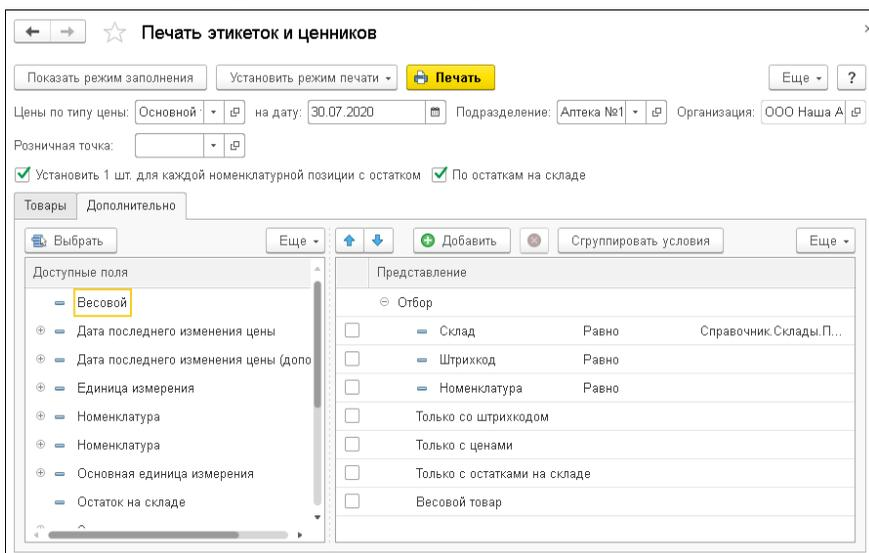 Печать этикеток и ценников
Показать режим заполнения Установить режим печати Печать Еще ?
Цены по типу цены: Основной на дату: 30.07.2020 Подразделение: Аптека №1 Организация: ООО Наша А
Розничная точка:
Установить 1 шт. для каждой номенклатурной позиции с остатком По остаткам на складе
Товары Дополнительно
Выбрать Еще Добавить Сгруппировать условия Еще
Доступные поля Представление
Весовой Отбор
Дата последнего изменения цены Склад Равно Справочник.Склады.П...
Дата последнего изменения цены (допо Штрихкод Равно
Единица измерения Номенклатура Равно
Номенклатура Только со штрихкодом
Номенклатура Только с ценами
Основная единица измерения Только с остатками на складе
Остаток на складе Весовой товар